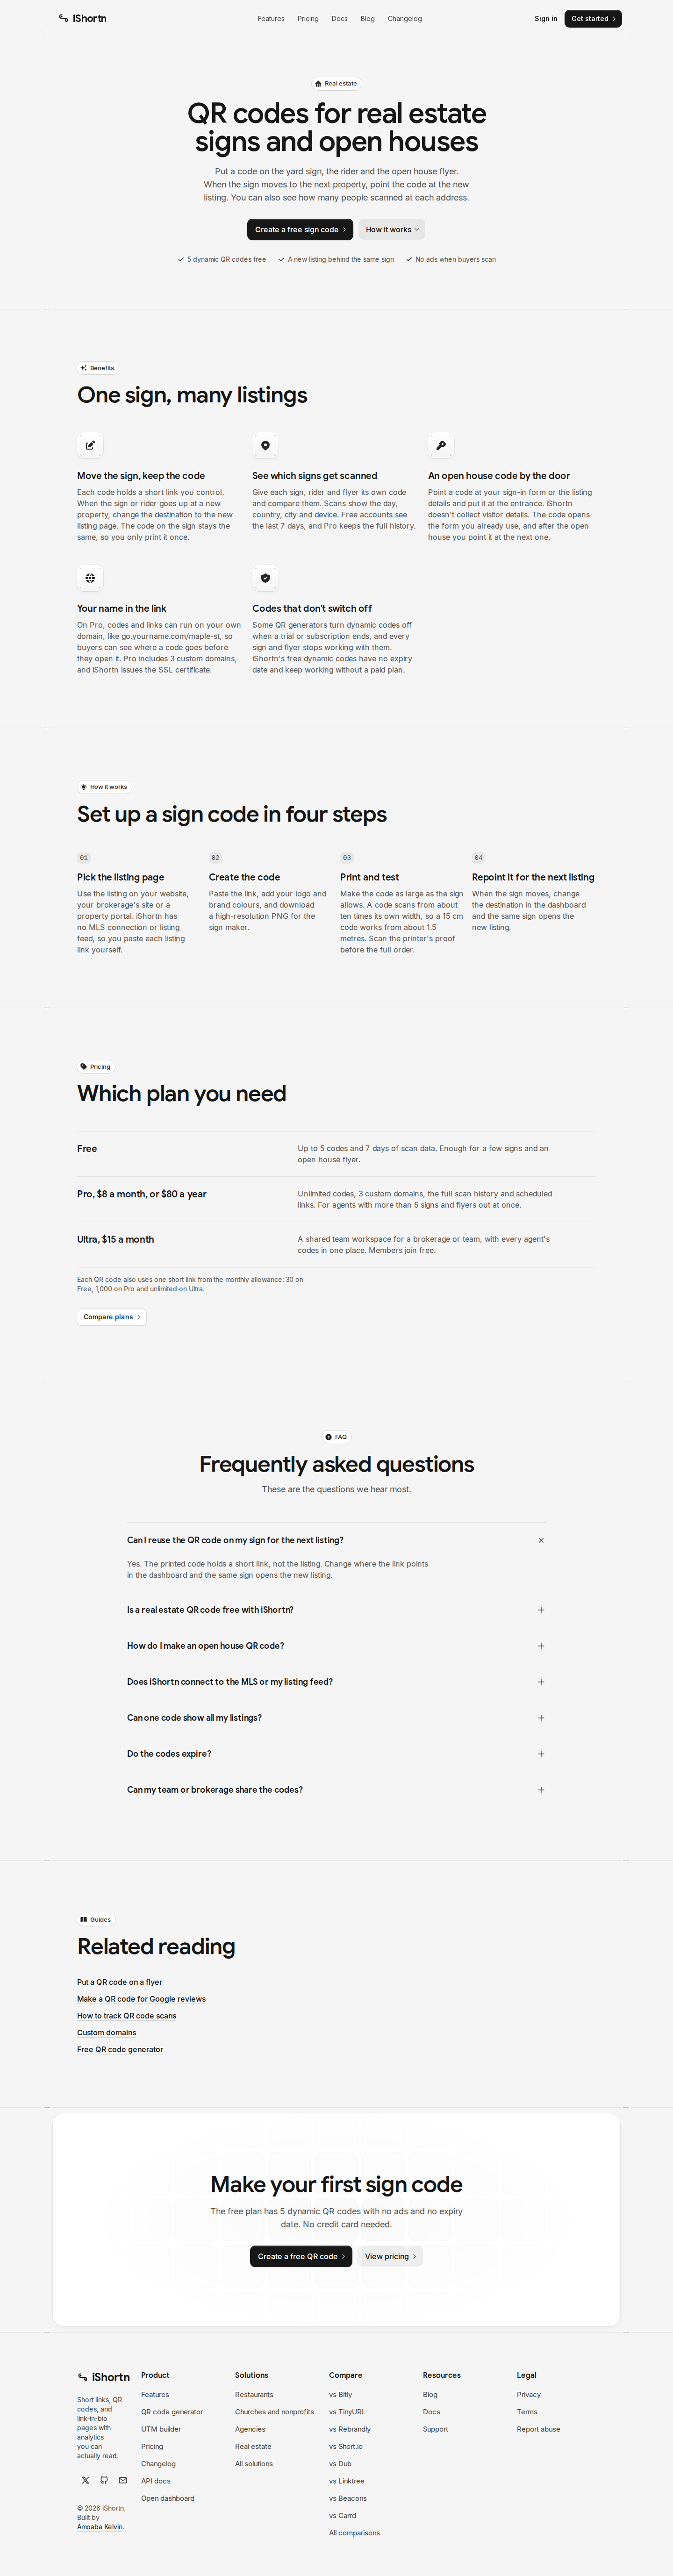 iShortn
Features
Pricing
Docs
Blog
Changelog
Sign in
Get started
Real estate
QR codes for real estate
signs and open houses
Put a code on the yard sign, the rider and the open house flyer.
When the sign moves to the next property, point the code at the new
listing. You can also see how many people scanned at each address.
Create a free sign code
How it works
5 dynamic QR codes free
A new listing behind the same sign
No ads when buyers scan
Benefits
One sign, many listings
Move the sign, keep the code
Each code holds a short link you control.
When the sign or rider goes up at a new
property, change the destination to the new
listing page. The code on the sign stays the
same, so you only print it once.
See which signs get scanned
Give each sign, rider and flyer its own code
and compare them. Scans show the day,
country, city and device. Free accounts see
the last 7 days, and Pro keeps the full history.
An open house code by the door
Point a code at your sign-in form or the listing
details and put it at the entrance. iShortn
doesn't collect visitor details. The code opens
the form you already use, and after the open
house you point it at the next one.
Your name in the link
On Pro, codes and links can run on your own
domain, like go.yourname.com/maple-st, so
buyers can see where a code goes before
they open it. Pro includes 3 custom domains,
and iShortn issues the SSL certificate.
Codes that don't switch off
Some QR generators turn dynamic codes off
when a trial or subscription ends, and every
sign and flyer stops working with them.
iShortn's free dynamic codes have no expiry
date and keep working without a paid plan.
How it works
Set up a sign code in four steps
01
Pick the listing page
Use the listing on your website,
your brokerage's site or a
property portal. iShortn has
no MLS connection or listing
feed, so you paste each listing
link yourself.
02
Create the code
Paste the link, add your logo and
brand colours, and download
a high-resolution PNG for the
sign maker.
03
Print and test
Make the code as large as the sign
allows. A code scans from about
ten times its own width, so a 15 cm
code works from about 1.5
metres. Scan the printer's proof
before the full order.
04
Repoint it for the next listing
When the sign moves, change
the destination in the dashboard
and the same sign opens the
new listing.
Pricing
Which plan you need
Free
Up to 5 codes and 7 days of scan data. Enough for a few signs and an
open house flyer.
Pro, $8 a month, or $80 a year
Unlimited codes, 3 custom domains, the full scan history and scheduled
links. For agents with more than 5 signs and flyers out at once.
Ultra, $15 a month
A shared team workspace for a brokerage or team, with every agent's
codes in one place. Members join free.
Each QR code also uses one short link from the monthly allowance: 30 on
Free, 1,000 on Pro and unlimited on Ultra.
Compare plans
FAQ
Frequently asked questions
These are the questions we hear most.
Can I reuse the QR code on my sign for the next listing?
Yes. The printed code holds a short link, not the listing. Change where the link points
in the dashboard and the same sign opens the new listing.
Is a real estate QR code free with iShortn?
How do I make an open house QR code?
Does iShortn connect to the MLS or my listing feed?
Can one code show all my listings?
Do the codes expire?
Can my team or brokerage share the codes?
Guides
Related reading
Put a QR code on a flyer
Make a QR code for Google reviews
How to track QR code scans
Custom domains
Free QR code generator
Make your first sign code
The free plan has 5 dynamic QR codes with no ads and no expiry
date. No credit card needed.
Create a free QR code
View pricing
iShortn
Short links, QR
codes, and
link-in-bio
pages with
analytics
you can
actually read.
© 2026 iShortn.
Built by
Amoaba Kelvin.
Product
Features
QR code generator
UTM builder
Pricing
Changelog
API docs
Open dashboard
Solutions
Restaurants
Churches and nonprofits
Agencies
Real estate
All solutions
Compare
vs Bitly
vs TinyURL
vs Rebrandly
vs Short.io
vs Dub
vs Linktree
vs Beacons
vs Carrd
All comparisons
Resources
Blog
Docs
Support
Legal
Privacy
Terms
Report abuse